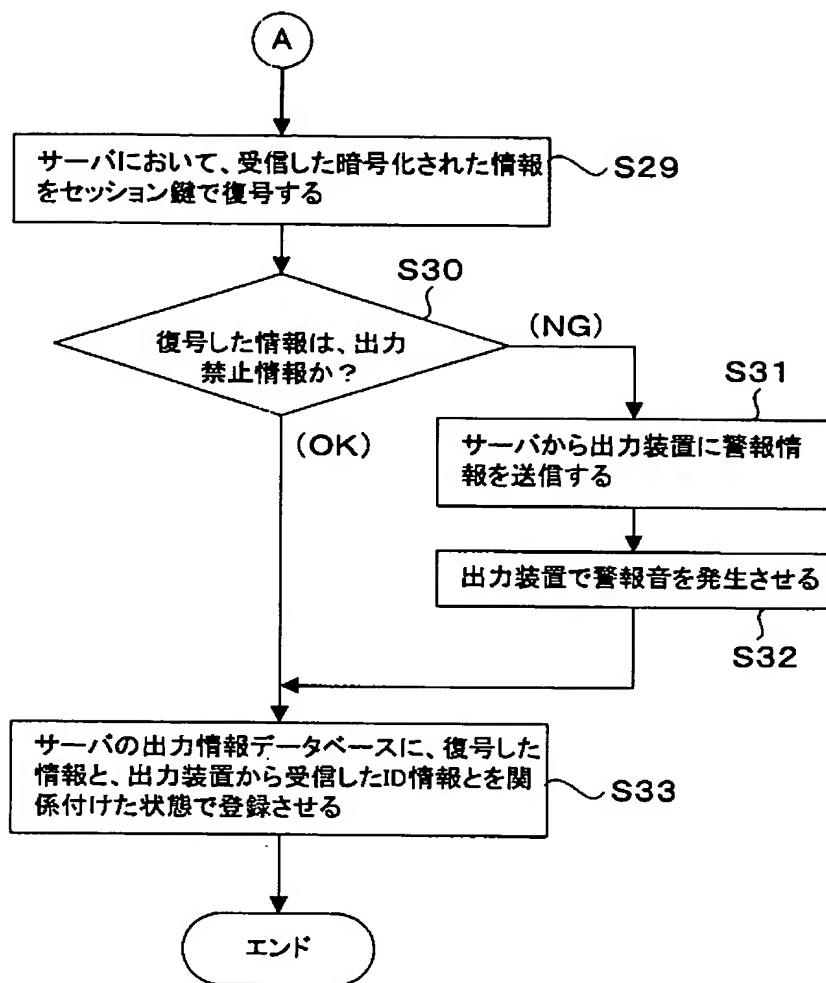 A
サーバにおいて、受信した暗号化された情報
をセッション鍵で復号する
S29
S30
復号した情報は、出力
禁止情報か？
(NG)
(OK)
S31
サーバから出力装置に警報情
報を送信する
出力装置で警報音を発生させる
S32
サーバの出力情報データベースに、復号した
情報と、出力装置から受信したID情報とを関
係付けた状態で登録させる
S33
エンド